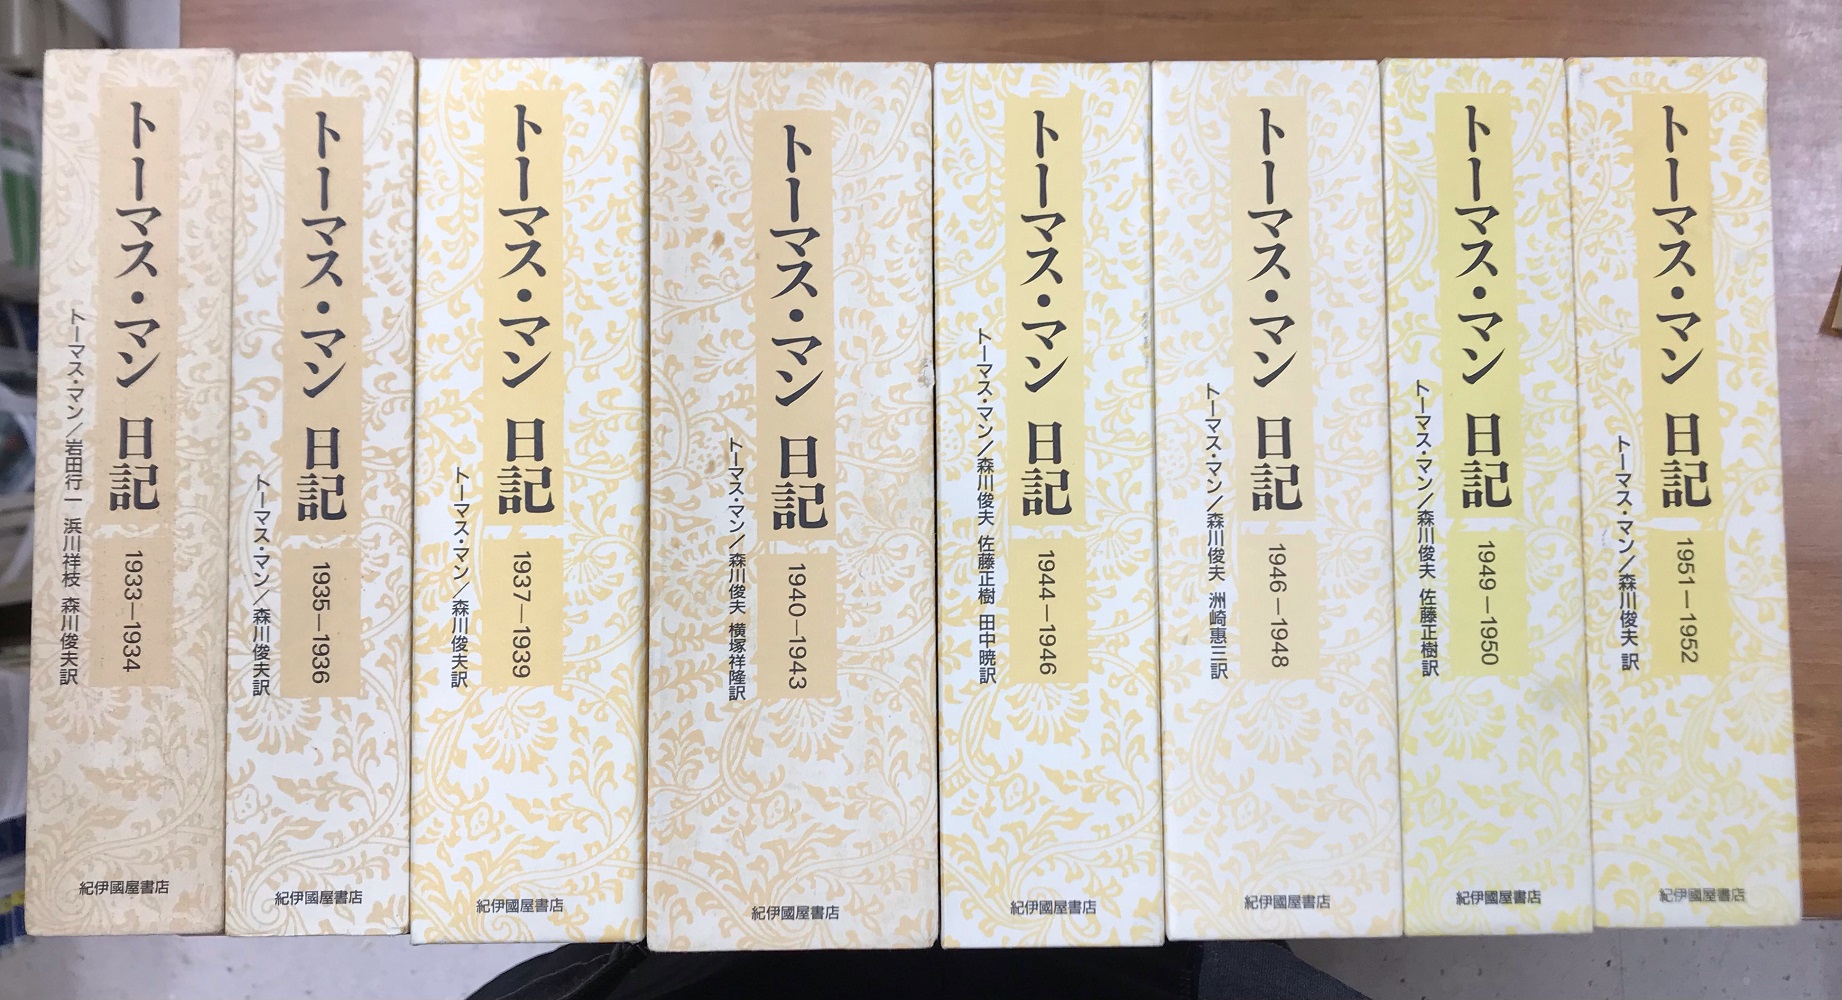 トーマス・マン 日記
1933—1934
トーマス・マン／岩田行一 浜川祥枝 森川俊夫訳
紀伊國屋書店
トーマス・マン 日記
1935—1936
トーマス・マン／森川俊夫訳
紀伊國屋書店
トーマス・マン 日記
1937—1939
トーマス・マン／森川俊夫訳
紀伊國屋書店
トーマス・マン 日記
1940—1943
トーマス・マン／森川俊夫 横塚祥隆訳
紀伊國屋書店
トーマス・マン 日記
1944—1946
トーマス・マン／森川俊夫 佐藤正樹 田中暁訳
紀伊國屋書店
トーマス・マン 日記
1946—1948
トーマス・マン／森川俊夫 洲崎惠三訳
紀伊國屋書店
トーマス・マン 日記
1949—1950
トーマス・マン／森川俊夫 佐藤正樹訳
紀伊國屋書店
トーマス・マン 日記
1951—1952
トーマス・マン／森川俊夫 訳
紀伊國屋書店